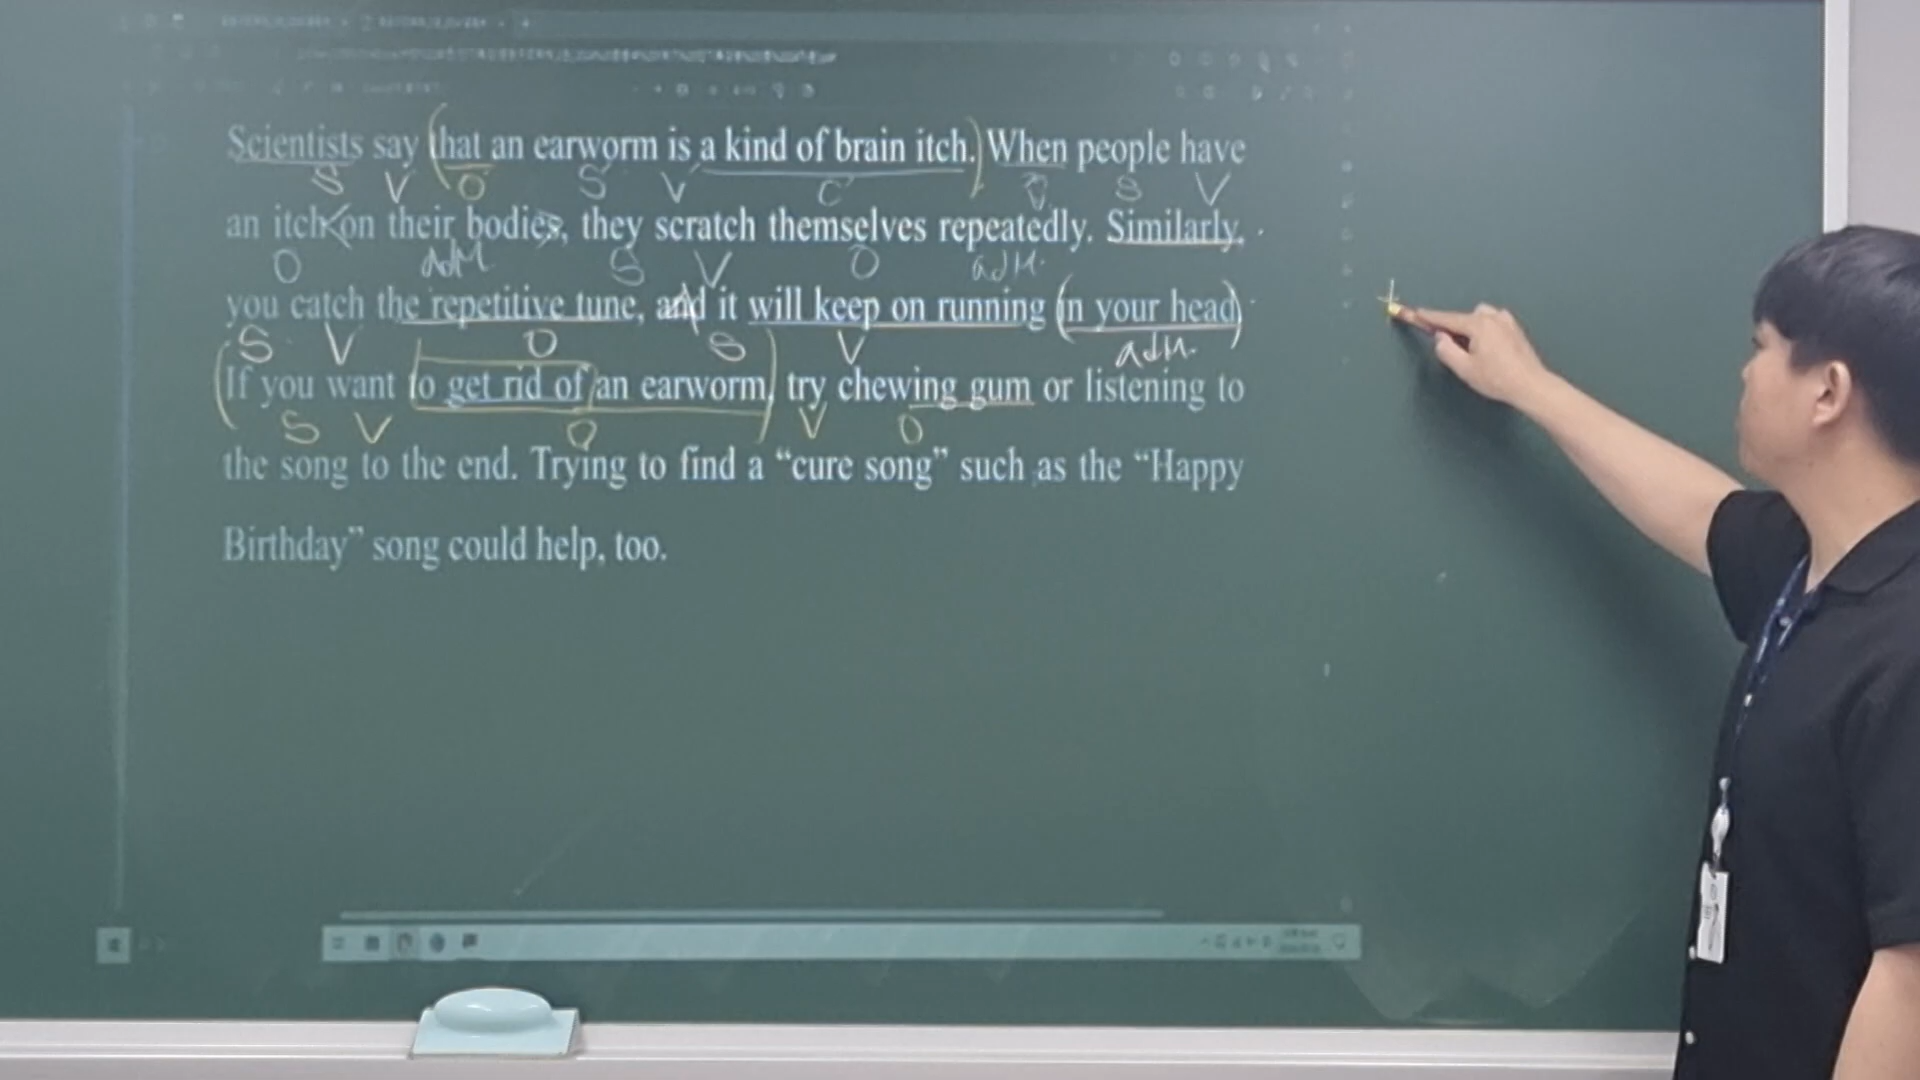 Scientists say (that an earworm is a kind of brain itch.) When people have
S V O S' V' C' S V
an itch <on their bodies>, they scratch themselves repeatedly. Similarly,
O adM. S V O adM.
you catch the repetitive tune, and it will keep on running (in your head).
S V O S V adM.
(If you want to get rid of an earworm,) try chewing gum or listening to
S V O V O
the song to the end. Trying to find a “cure song” such as the “Happy
Birthday” song could help, too.